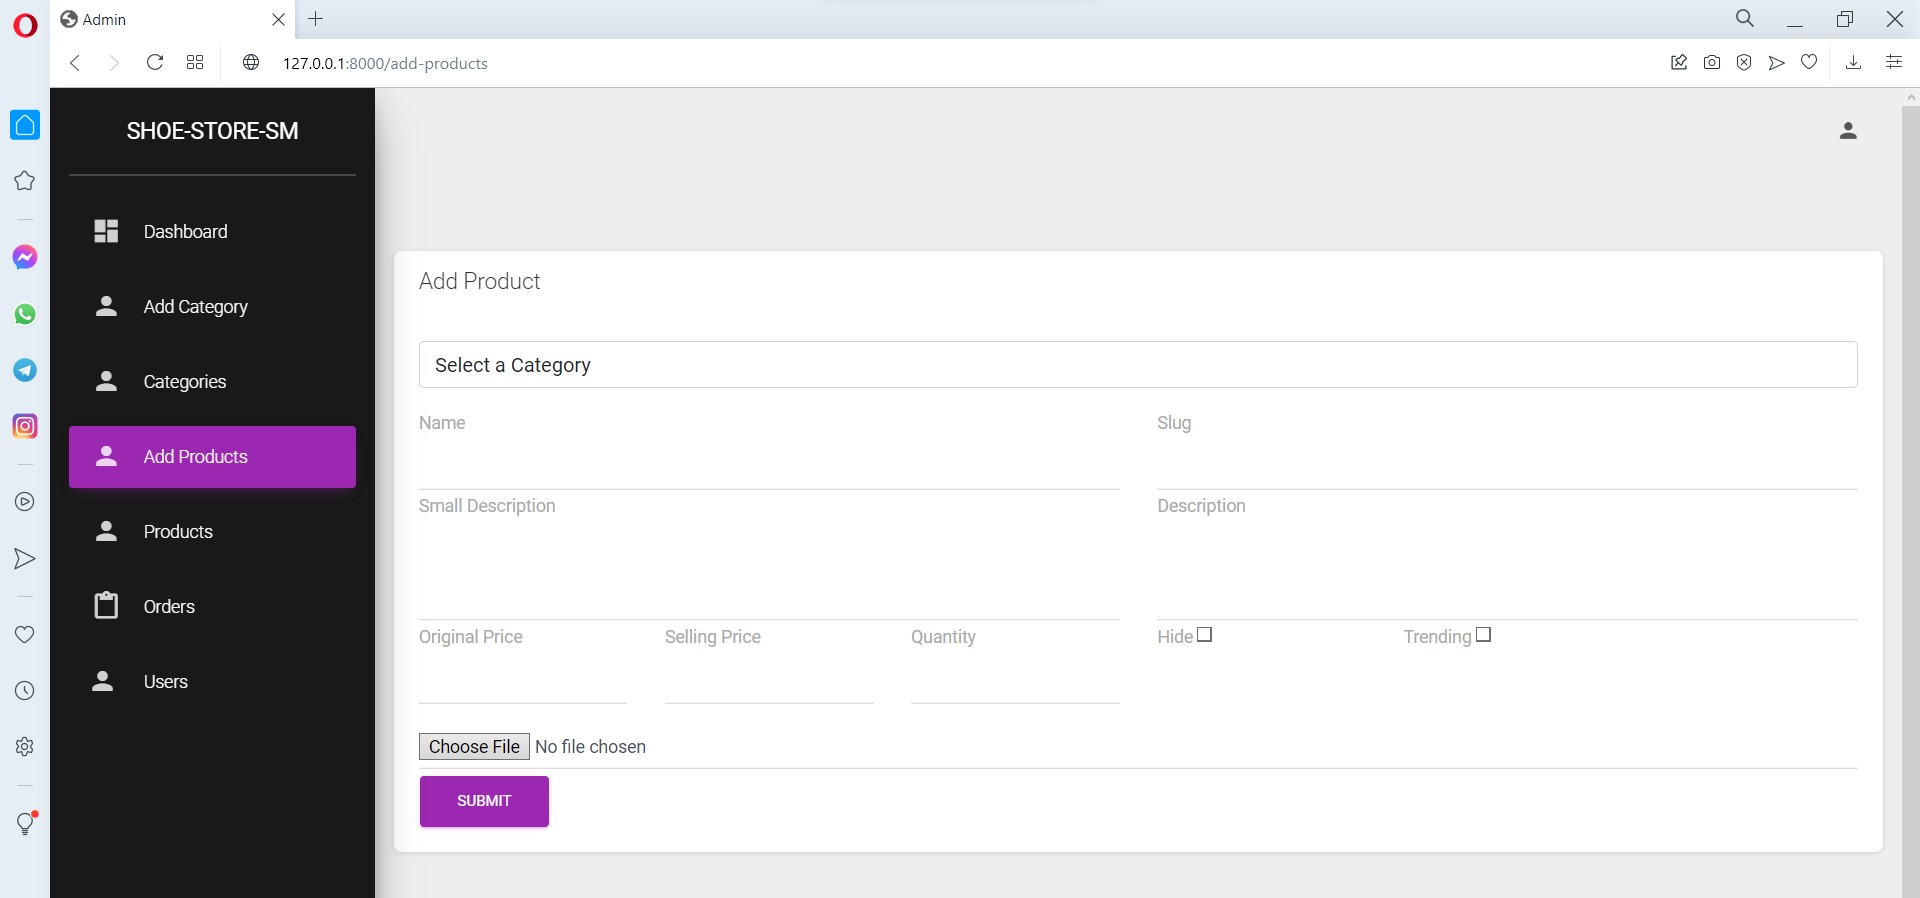 Admin
127.0.0.1:8000/add-products
SHOE-STORE-SM
Dashboard
Add Category
Categories
Add Products
Products
Orders
Users
Add Product
Select a Category
Name Slug
Small Description Description
Original Price Selling Price Quantity Hide Trending
Choose File No file chosen
SUBMIT